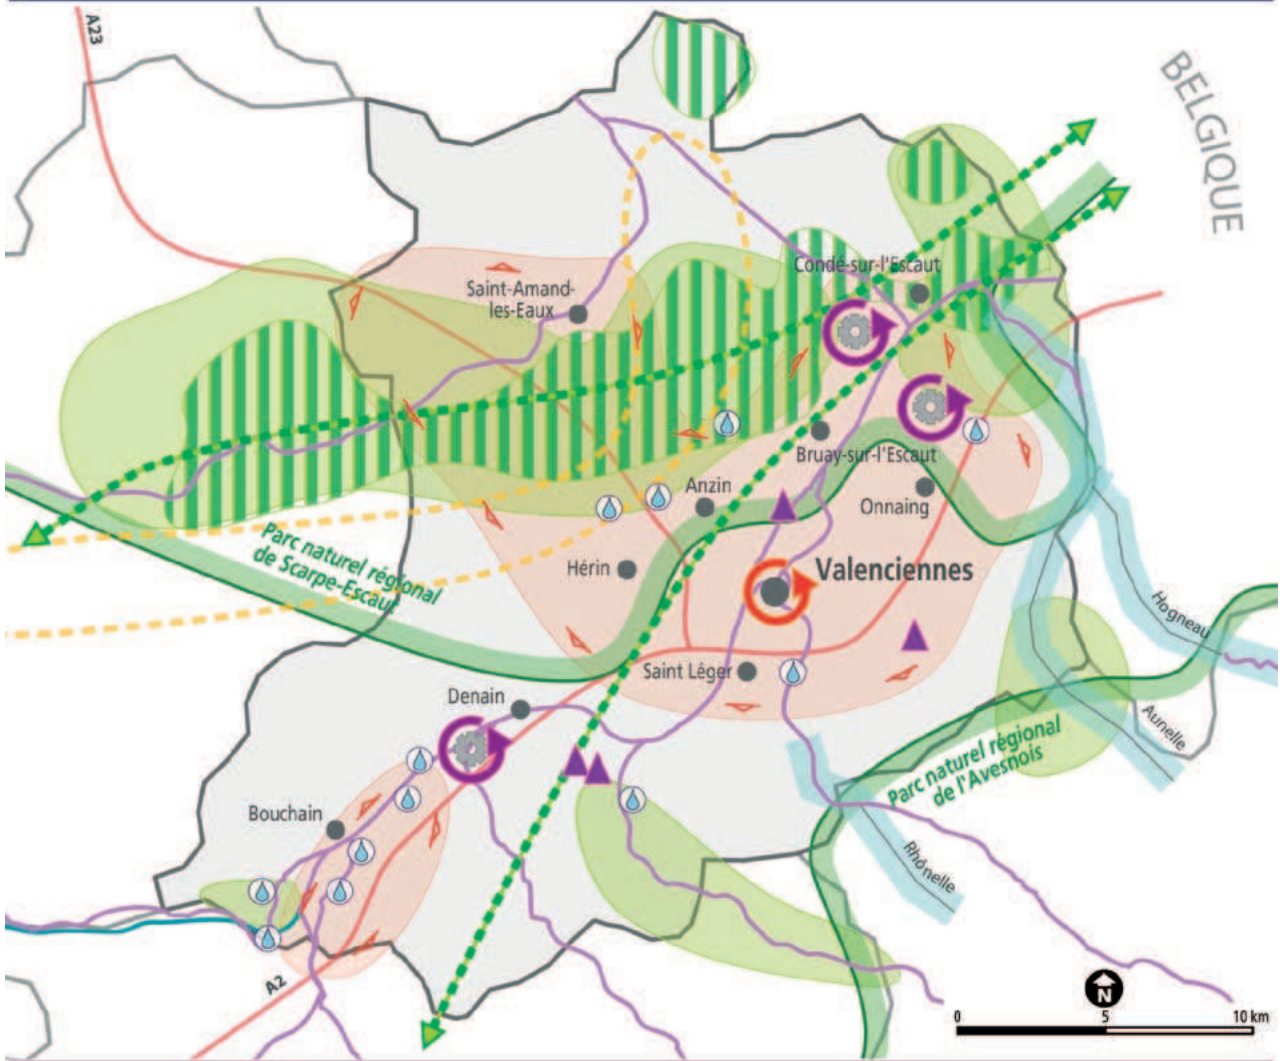 A23
BELGIQUE
Condé-sur-l'Escaut
Saint-Amand-
les-Eaux
Bruay-sur-l'Escaut
Anzin
Onnaing
Parc naturel régional
de Scarpe-Escaut
Hérin
Valenciennes
Hogneau
Saint Léger
Denain
Aunelle
Parc naturel régional
de l'Avesnois
Bouchain
Rhônelle
A2
N
0 5 10 km